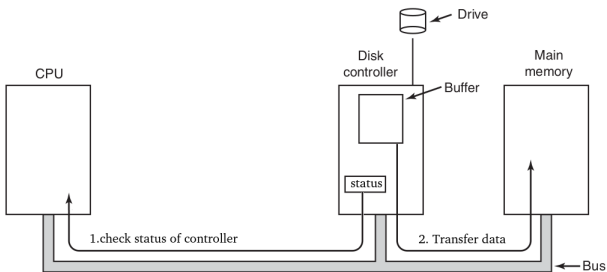 Drive
CPU
Disk
controller
Main
memory
Buffer
status
1.check status of controller
2. Transfer data
Bus